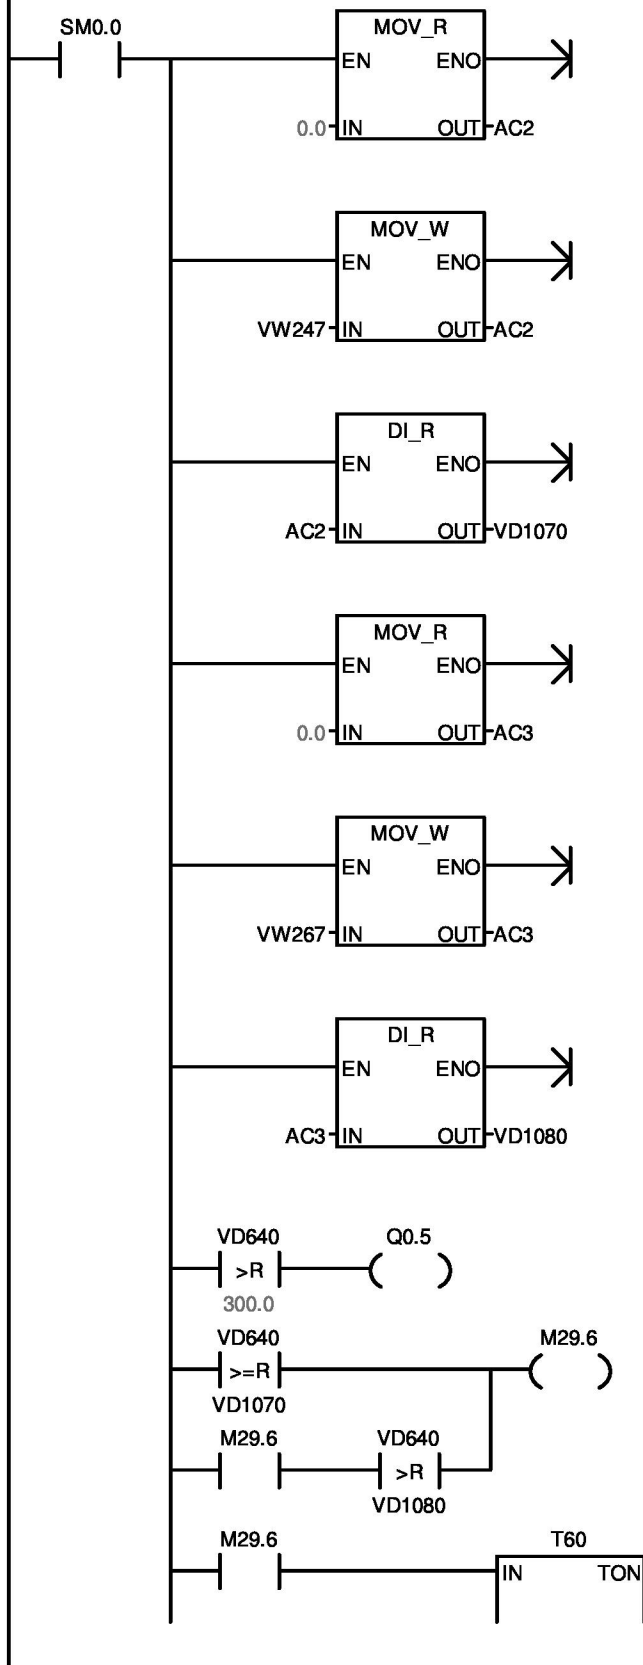 SM0.0
MOV_R
EN ENO
0.0 IN OUT AC2
MOV_W
EN ENO
VW247 IN OUT AC2
DI_R
EN ENO
AC2 IN OUT VD1070
MOV_R
EN ENO
0.0 IN OUT AC3
MOV_W
EN ENO
VW267 IN OUT AC3
DI_R
EN ENO
AC3 IN OUT VD1080
VD640 Q0.5
>R
300.0
VD640 M29.6
>=R
VD1070
M29.6 VD640
>R
VD1080
M29.6 T60
IN TON